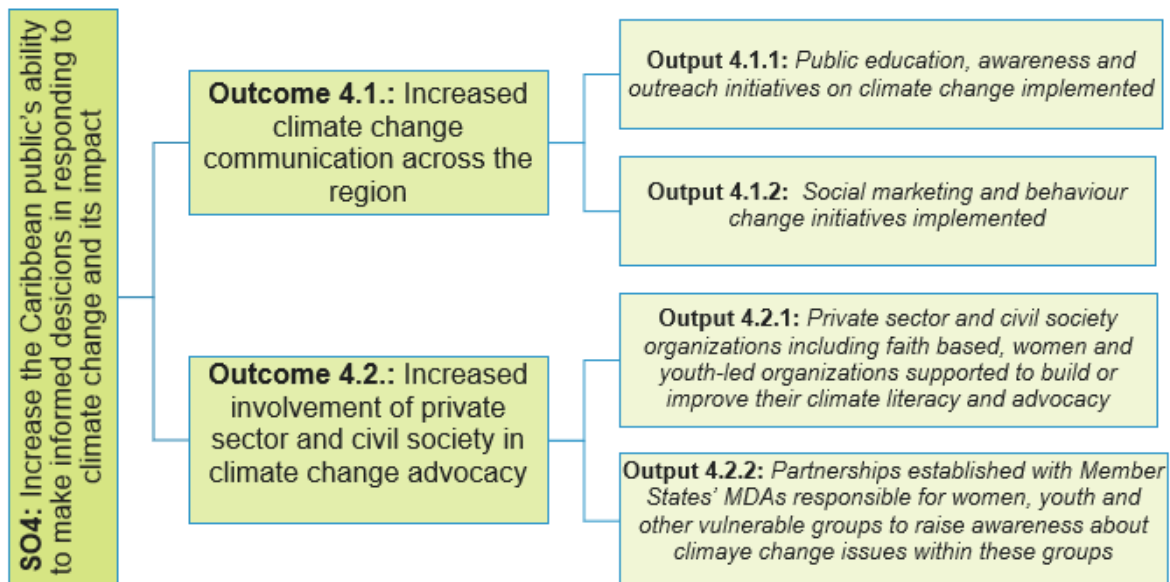 SO4: Increase the Caribbean public's ability
to make informed desicions in responding to
climate change and its impact
Outcome 4.1.: Increased
climate change
communication across the
region
Output 4.1.1: Public education, awareness and
outreach initiatives on climate change implemented
Output 4.1.2: Social marketing and behaviour
change initiatives implemented
Outcome 4.2.: Increased
involvement of private
sector and civil society in
climate change advocacy
Output 4.2.1: Private sector and civil society
organizations including faith based, women and
youth-led organizations supported to build or
improve their climate literacy and advocacy
Output 4.2.2: Partnerships established with Member
States' MDAs responsible for women, youth and
other vulnerable groups to raise awareness about
climaye change issues within these groups